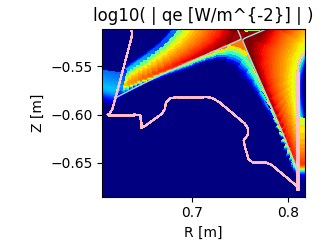 log10( | qe [W/m^{-2}] | )
−0.55
−0.60
−0.65
Z [m]
0.7 0.8
R [m]